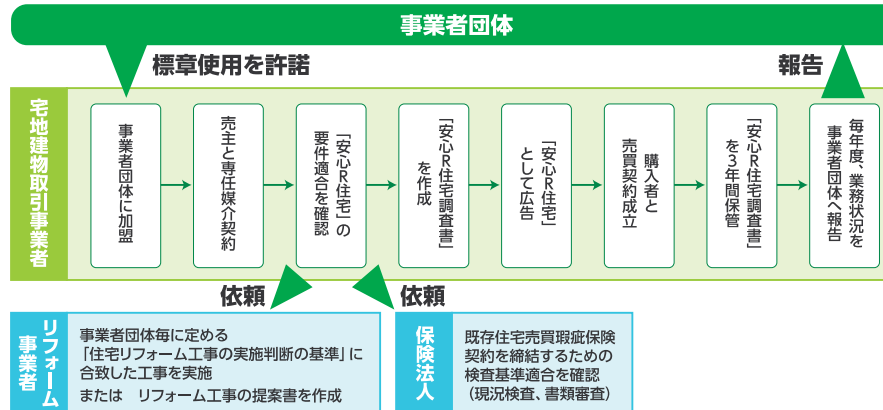 事業者団体
標章使用を許諾
報告
宅地建物取引事業者
事業者団体に加盟
売主と専任媒介契約
「安心R住宅」の
要件適合を確認
「安心R住宅調査書」
を作成
「安心R住宅」
として広告
購入者と
売買契約成立
「安心R住宅調査書」
を3年間保管
毎年度、業務状況を
事業者団体へ報告
依頼
依頼
リフォーム
事業者
事業者団体毎に定める
「住宅リフォーム工事の実施判断の基準」に
合致した工事を実施
または　リフォーム工事の提案書を作成
保険法人
既存住宅売買瑕疵保険
契約を締結するための
検査基準適合を確認
（現況検査、書類審査）